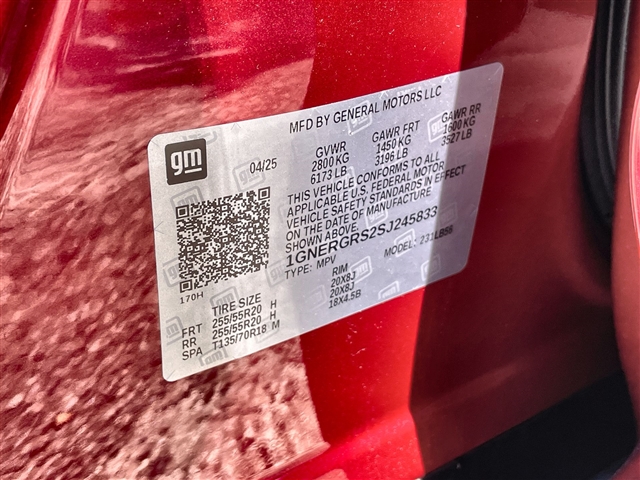 MFD BY GENERAL MOTORS LLC
gm
04/25
GVWR GAWR FRT GAWR RR
2800 KG 1450 KG 1600 KG
6173 LB 3196 LB 3527 LB
THIS VEHICLE CONFORMS TO ALL
APPLICABLE U.S. FEDERAL MOTOR
VEHICLE SAFETY STANDARDS IN EFFECT
ON THE DATE OF MANUFACTURE
SHOWN ABOVE.
1GNERGRS2SJ245833
TYPE: MPV MODEL: 231LB56
170H
TIRE SIZE RIM
FRT 255/55R20 H 20X8J
RR 255/55R20 H 20X8J
SPA T135/70R18 M 18X4.5B